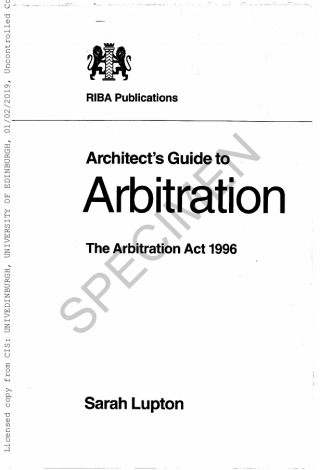 RIBA Publications
Architect's Guide to
Arbitration
The Arbitration Act 1996
SPECIMEN
Sarah Lupton
Licensed copy from CIS: UNIVEDINBURGH, UNIVERSITY OF EDINBURGH, 01/02/2019, Uncontrolled Co